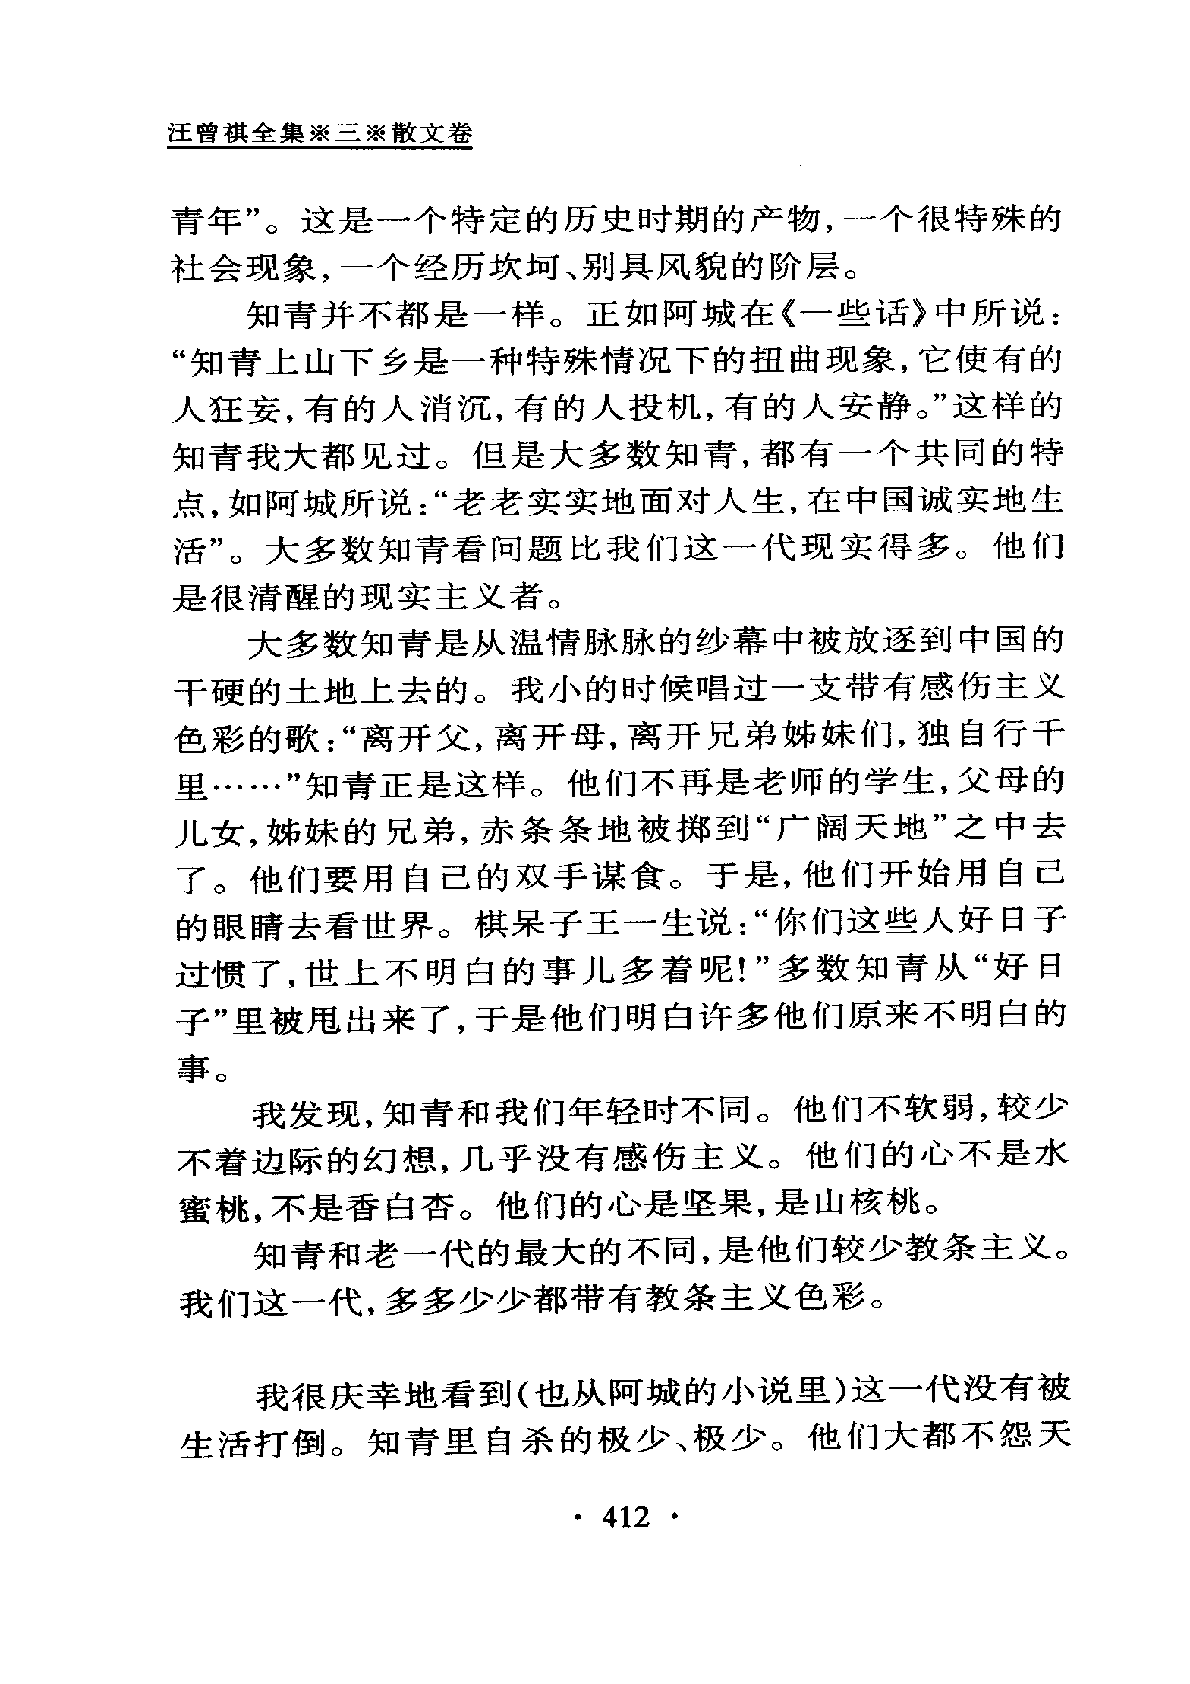 汪曾祺全集※三※散文卷
青年”。这是一个特定的历史时期的产物,一个很特殊的
社会现象,一个经历坎坷、别具风貌的阶层。
知青并不都是一样。正如阿城在《一些话》中所说:
“知青上山下乡是一种特殊情况下的扭曲现象,它使有的
人狂妄,有的人消沉,有的人投机,有的人安静。”这样的
知青我大都见过。但是大多数知青,都有一个共同的特
点,如阿城所说:“老老实实地面对人生,在中国诚实地生
活”。大多数知青看问题比我们这一代现实得多。他们
是很清醒的现实主义者。
大多数知青是从温情脉脉的纱幕中被放逐到中国的
干硬的土地上去的。我小的时候唱过一支带有感伤主义
色彩的歌:“离开父,离开母,离开兄弟姊妹们,独自行千
里……”知青正是这样。他们不再是老师的学生,父母的
儿女,姊妹的兄弟,赤条条地被掷到“广阔天地”之中去
了。他们要用自己的双手谋食。于是,他们开始用自己
的眼睛去看世界。棋呆子王一生说:“你们这些人好日子
过惯了,世上不明白的事儿多着呢!”多数知青从“好日
子”里被甩出来了,于是他们明白许多他们原来不明白的
事。
我发现,知青和我们年轻时不同。他们不软弱,较少
不着边际的幻想,几乎没有感伤主义。他们的心不是水
蜜桃,不是香白杏。他们的心是坚果,是山核桃。
知青和老一代的最大的不同,是他们较少教条主义。
我们这一代,多多少少都带有教条主义色彩。
我很庆幸地看到(也从阿城的小说里)这一代没有被
生活打倒。知青里自杀的极少、极少。他们大都不怨天
· 412 ·